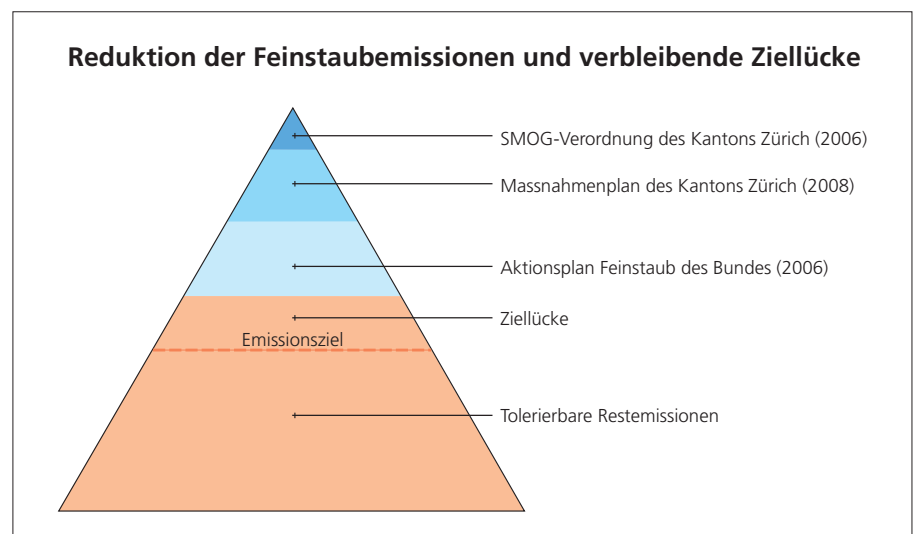 Reduktion der Feinstaubemissionen und verbleibende Ziellücke
SMOG-Verordnung des Kantons Zürich (2006)
Massnahmenplan des Kantons Zürich (2008)
Aktionsplan Feinstaub des Bundes (2006)
Ziellücke
Emissionsziel
Tolerierbare Restemissionen